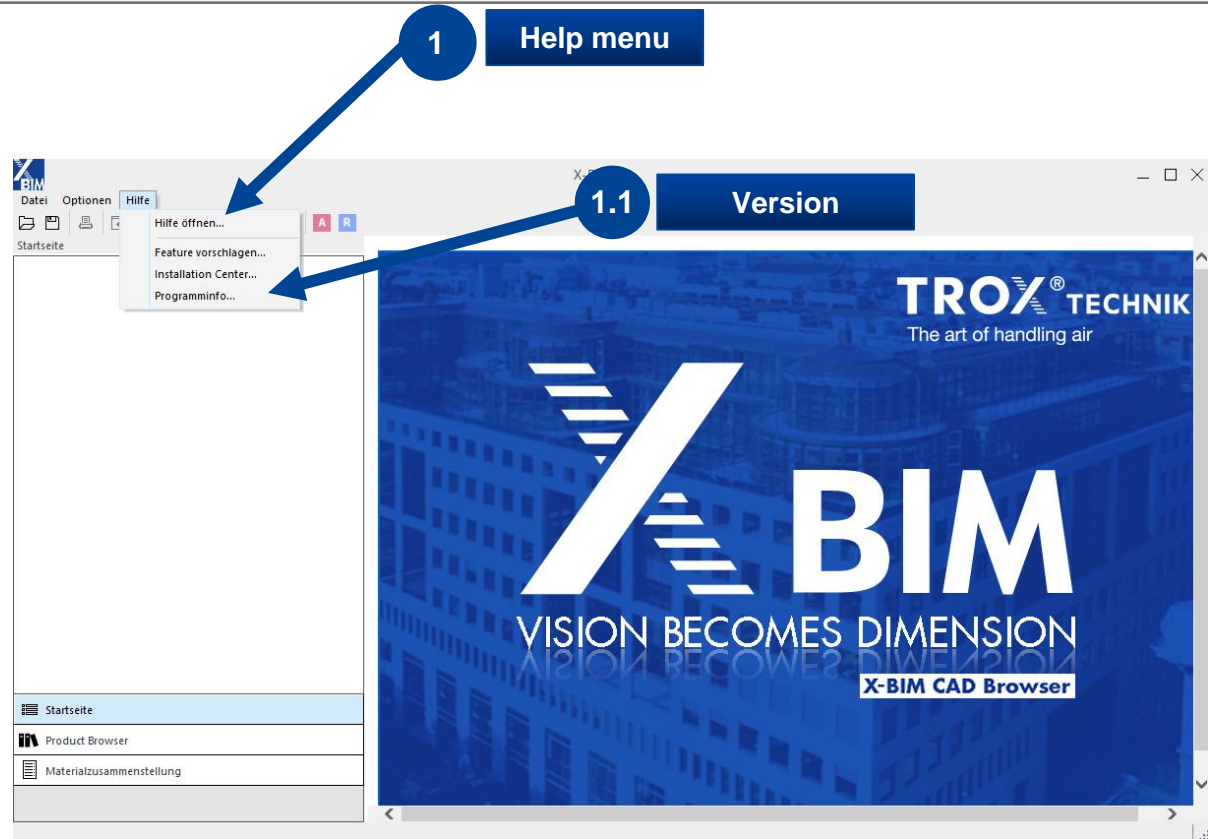 1
Help menu
X BIM
1.1
Version
Datei Optionen Hilfe
Hilfe öffnen...
A R
Startseite
Feature vorschlagen...
Installation Center...
Programminfo...
TROX® TECHNIK
The art of handling air
X BIM
VISION BECOMES DIMENSION
X-BIM CAD Browser
Startseite
Product Browser
Materialzusammenstellung